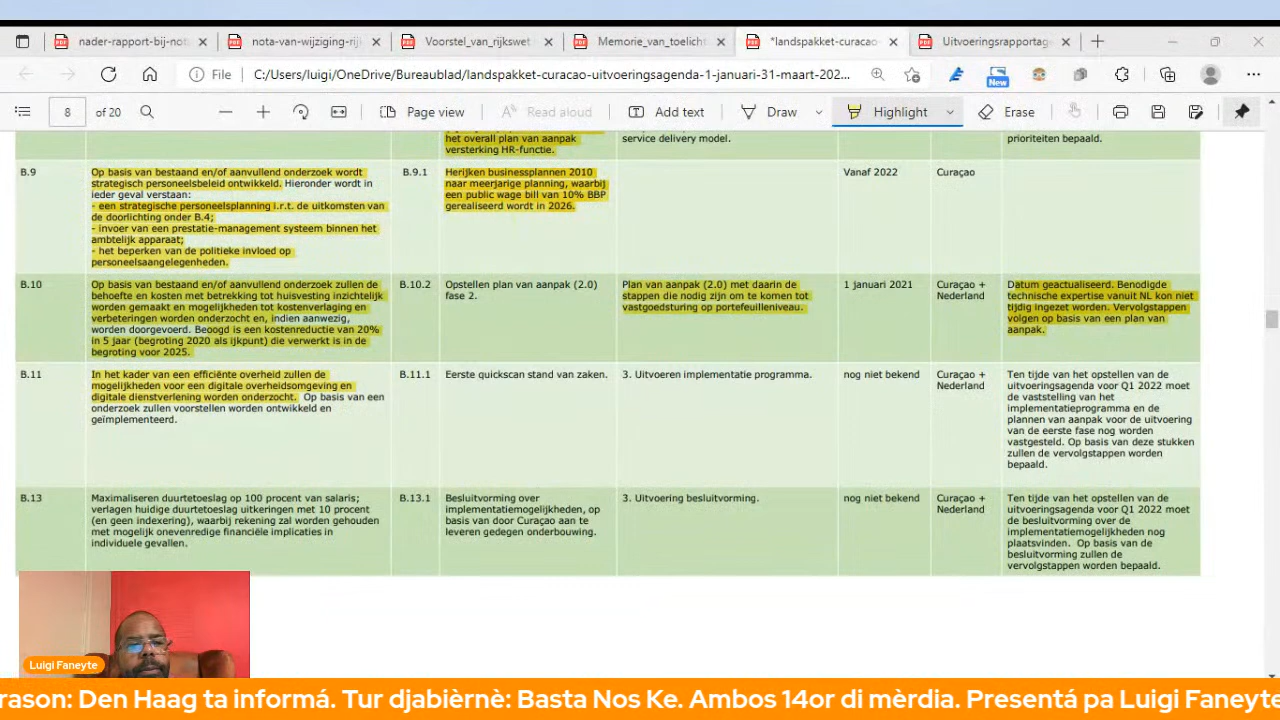 nader-rapport-bij-not
nota-van-wijziging-rij
Voorstel_van_rijkswet
Memorie_van_toelicht
*landspakket-curacao-
Uitvoeringsrapportag
File
C:/Users/luigi/OneDrive/Bureaublad/landspakket-curacao-uitvoeringsagenda-1-januari-31-maart-202...
New
8 of 20
Page view
Read aloud
Add text
Draw
Highlight
Erase
het overall plan van aanpak
versterking HR-functie.
service delivery model.
prioriteiten bepaald.
B.9
Op basis van bestaand en/of aanvullend onderzoek wordt
strategisch personeelsbeleid ontwikkeld. Hieronder wordt in
ieder geval verstaan:
- een strategische personeelsplanning i.r.t. de uitkomsten van
de doorlichting onder B.4;
- invoer van een prestatie-management systeem binnen het
ambtelijk apparaat;
- het beperken van de politieke invloed op
personeelsaangelegenheden.
B.9.1
Herijken businessplannen 2010
naar meerjarige planning, waarbij
een public wage bill van 10% BBP
gerealiseerd wordt in 2026.
Vanaf 2022
Curaçao
B.10
Op basis van bestaand en/of aanvullend onderzoek zullen de
behoefte en kosten met betrekking tot huisvesting inzichtelijk
worden gemaakt en mogelijkheden tot kostenverlaging en
verbeteringen worden onderzocht en, indien aanwezig,
worden doorgevoerd. Beoogd is een kostenreductie van 20%
in 5 jaar (begroting 2020 als ijkpunt) die verwerkt is in de
begroting voor 2025.
B.10.2
Opstellen plan van aanpak (2.0)
fase 2.
Plan van aanpak (2.0) met daarin de
stappen die nodig zijn om te komen tot
vastgoedsturing op portefeuilleniveau.
1 januari 2021
Curaçao +
Nederland
Datum geactualiseerd. Benodigde
technische expertise vanuit NL kon niet
tijdig ingezet worden. Vervolgstappen
volgen op basis van een plan van
aanpak.
B.11
In het kader van een efficiënte overheid zullen de
mogelijkheden voor een digitale overheidsomgeving en
digitale dienstverlening worden onderzocht. Op basis van een
onderzoek zullen voorstellen worden ontwikkeld en
geïmplementeerd.
B.11.1
Eerste quickscan stand van zaken.
3. Uitvoeren implementatie programma.
nog niet bekend
Curaçao +
Nederland
Ten tijde van het opstellen van de
uitvoeringsagenda voor Q1 2022 moet
de vaststelling van het
implementatieprogramma en de
plannen van aanpak voor de uitvoering
van de eerste fase nog worden
vastgesteld. Op basis van deze stukken
zullen de vervolgstappen worden
bepaald.
B.13
Maximaliseren duurtetoeslag op 100 procent van salaris;
verlagen huidige duurtetoeslag uitkeringen met 10 procent
(en geen indexering), waarbij rekening zal worden gehouden
met mogelijk onevenredige financiële implicaties in
individuele gevallen.
B.13.1
Besluitvorming over
implementatiemogelijkheden, op
basis van door Curaçao aan te
leveren gedegen onderbouwing.
3. Uitvoering besluitvorming.
nog niet bekend
Curaçao +
Nederland
Ten tijde van het opstellen van de
uitvoeringsagenda voor Q1 2022 moet
de besluitvorming over de
implementatiemogelijkheden nog
plaatsvinden. Op basis van de
besluitvorming zullen de
vervolgstappen worden bepaald.
Luigi Faneyte
rason: Den Haag ta informá. Tur djabièrnè: Basta Nos Ke. Ambos 14or di mèrdia. Presentá pa Luigi Faneyte